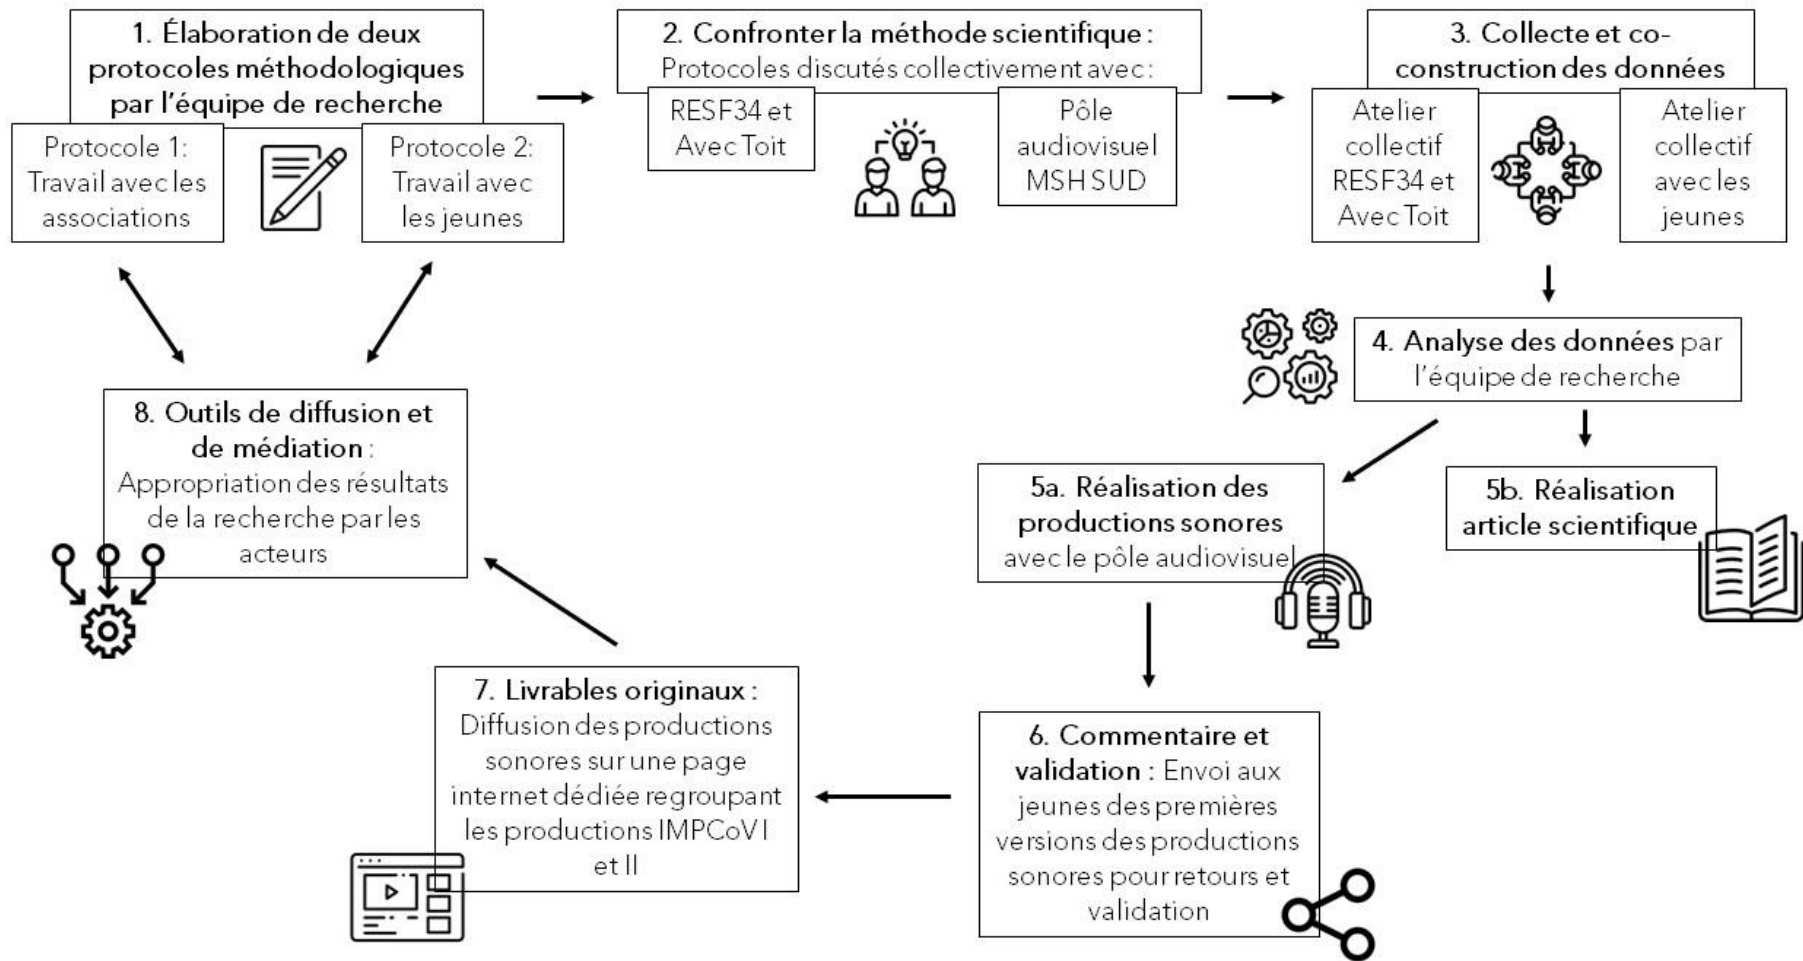 1. Élaboration de deux
protocoles méthodologiques
par l'équipe de recherche
Protocole 1:
Travail avec les
associations
Protocole 2:
Travail avec
les jeunes
2. Confronter la méthode scientifique :
Protocoles discutés collectivement avec :
RESF34 et
Avec Toit
Pôle
audiovisuel
MSH SUD
3. Collecte et co-
construction des données
Atelier
collectif
RESF34 et
Avec Toit
Atelier
collectif
avec les
jeunes
4. Analyse des données par
l'équipe de recherche
5a. Réalisation des
productions sonores
avec le pôle audiovisuel
5b. Réalisation
article scientifique
6. Commentaire et
validation : Envoi aux
jeunes des premières
versions des productions
sonores pour retours et
validation
7. Livrables originaux :
Diffusion des productions
sonores sur une page
internet dédiée regroupant
les productions IMPCoV I
et II
8. Outils de diffusion et
de médiation :
Appropriation des résultats
de la recherche par les
acteurs